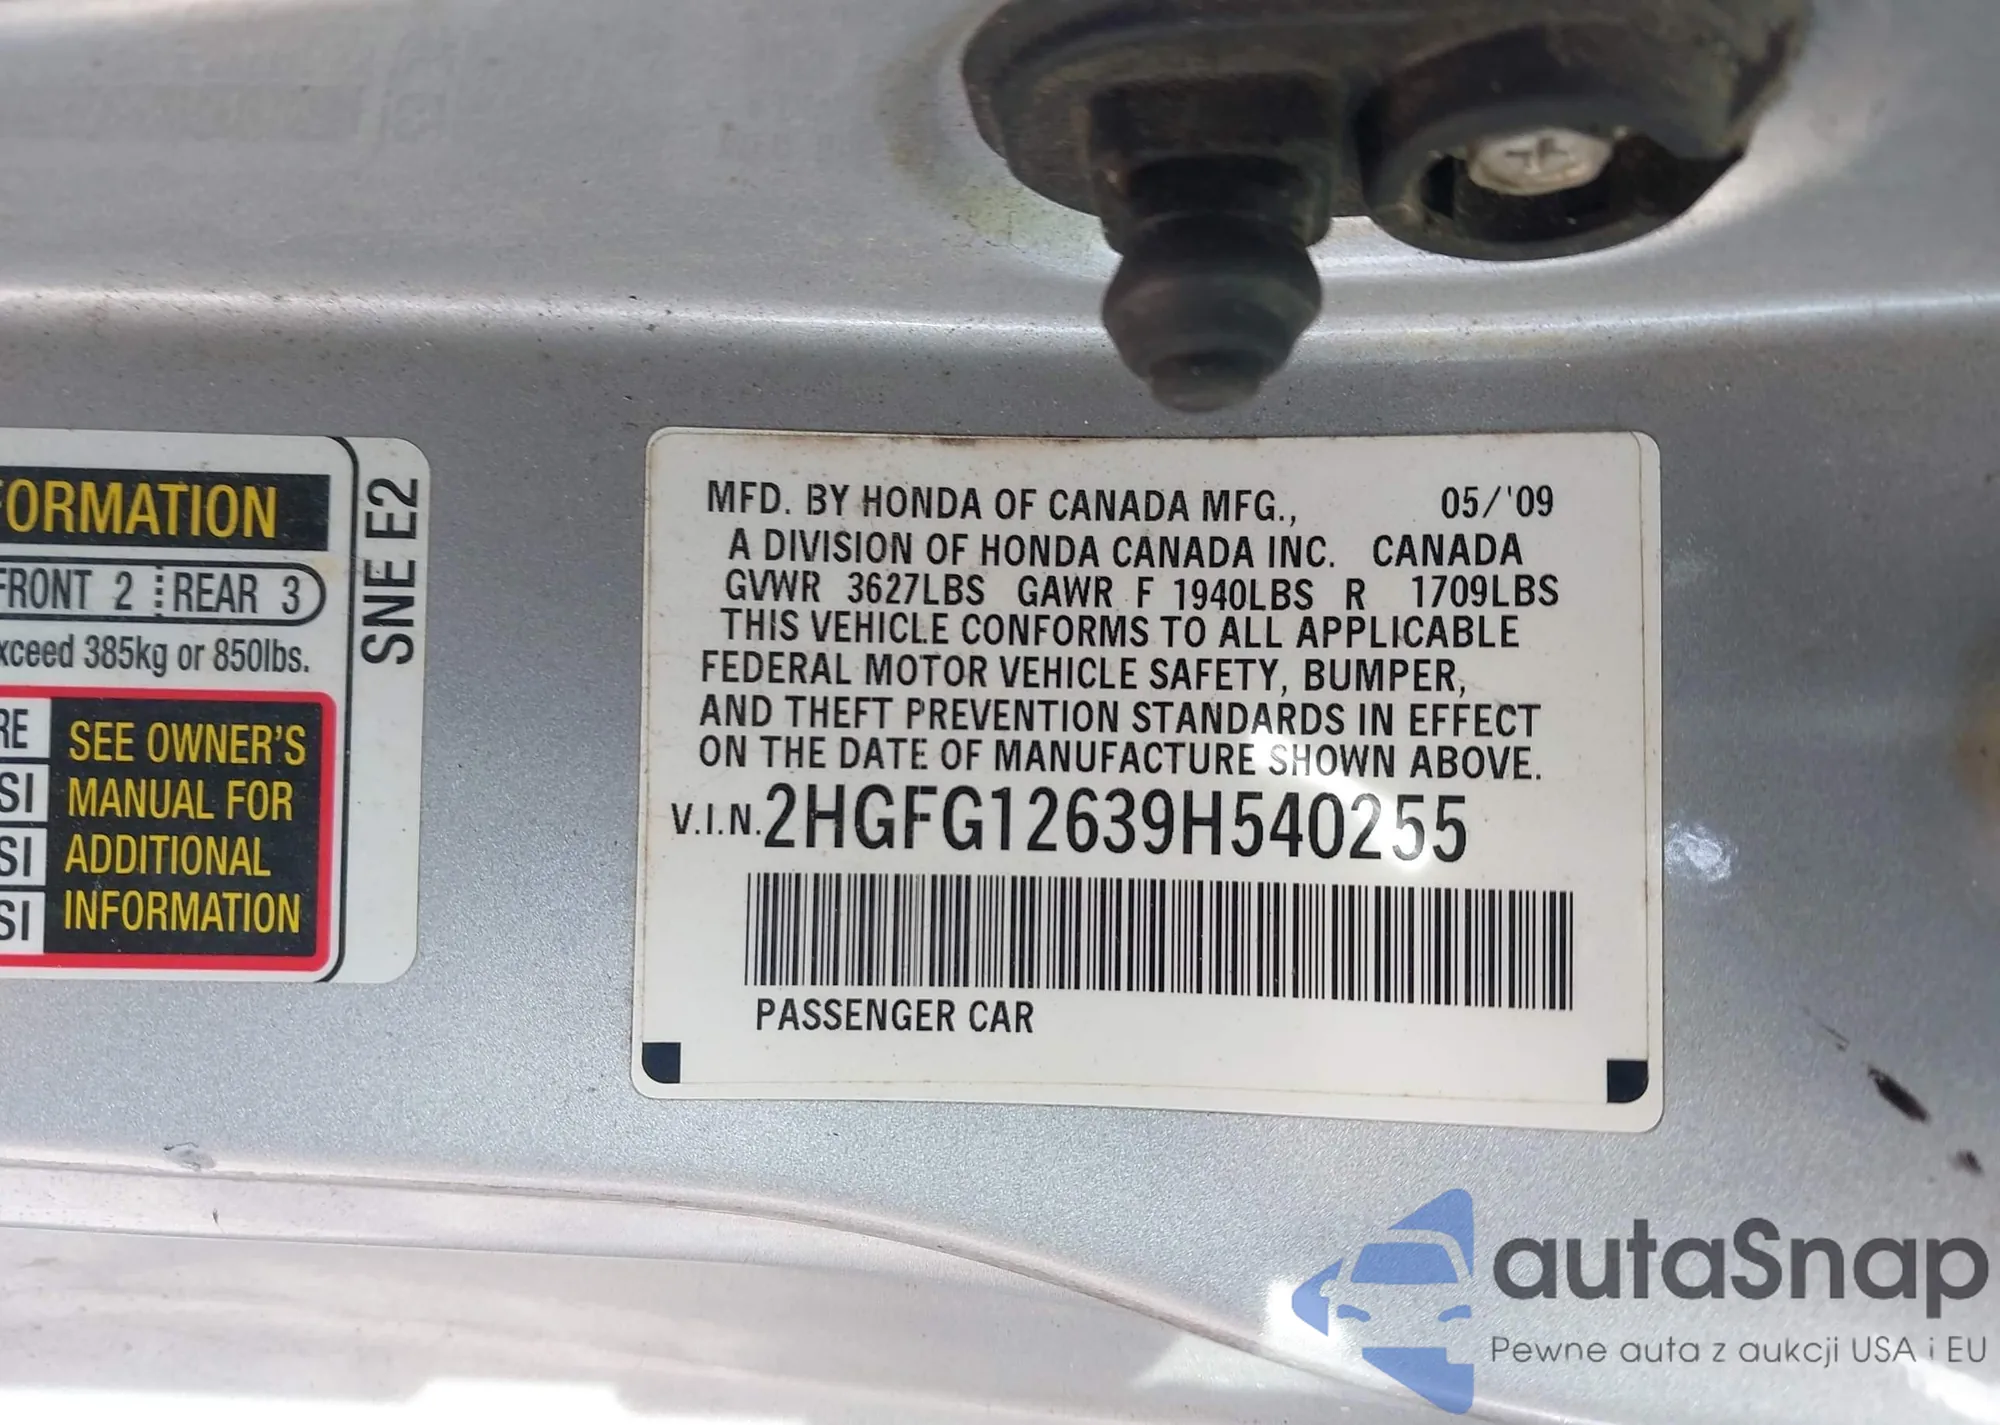 FORMATION
FRONT 2 REAR 3
xceed 385kg or 850lbs.
RE
SI
SI
SI
SEE OWNER'S
MANUAL FOR
ADDITIONAL
INFORMATION
SNE E2
MFD. BY HONDA OF CANADA MFG., 05/'09
A DIVISION OF HONDA CANADA INC. CANADA
GVWR 3627LBS GAWR F 1940LBS R 1709LBS
THIS VEHICLE CONFORMS TO ALL APPLICABLE
FEDERAL MOTOR VEHICLE SAFETY, BUMPER,
AND THEFT PREVENTION STANDARDS IN EFFECT
ON THE DATE OF MANUFACTURE SHOWN ABOVE.
V.I.N. 2HGFG12639H540255
PASSENGER CAR
autaSnap
Pewne auta z aukcji USA i EU